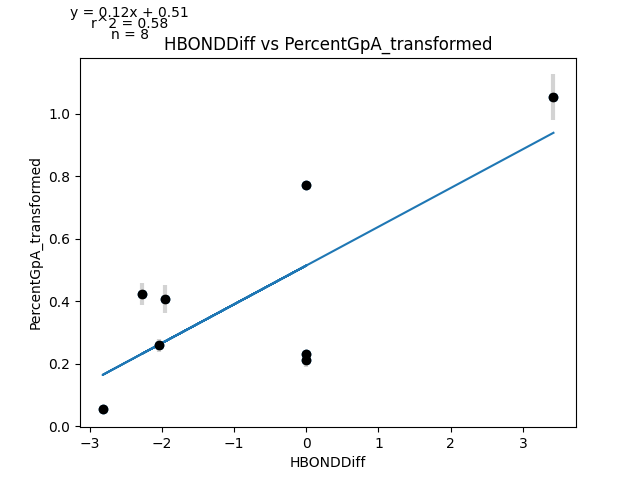 y = 0.12x + 0.51
r^2 = 0.58
n = 8
HBONDDiff vs PercentGpA_transformed
PercentGpA_transformed
1.0
0.8
0.6
0.4
0.2
0.0
−3 −2 −1 0 1 2 3
HBONDDiff